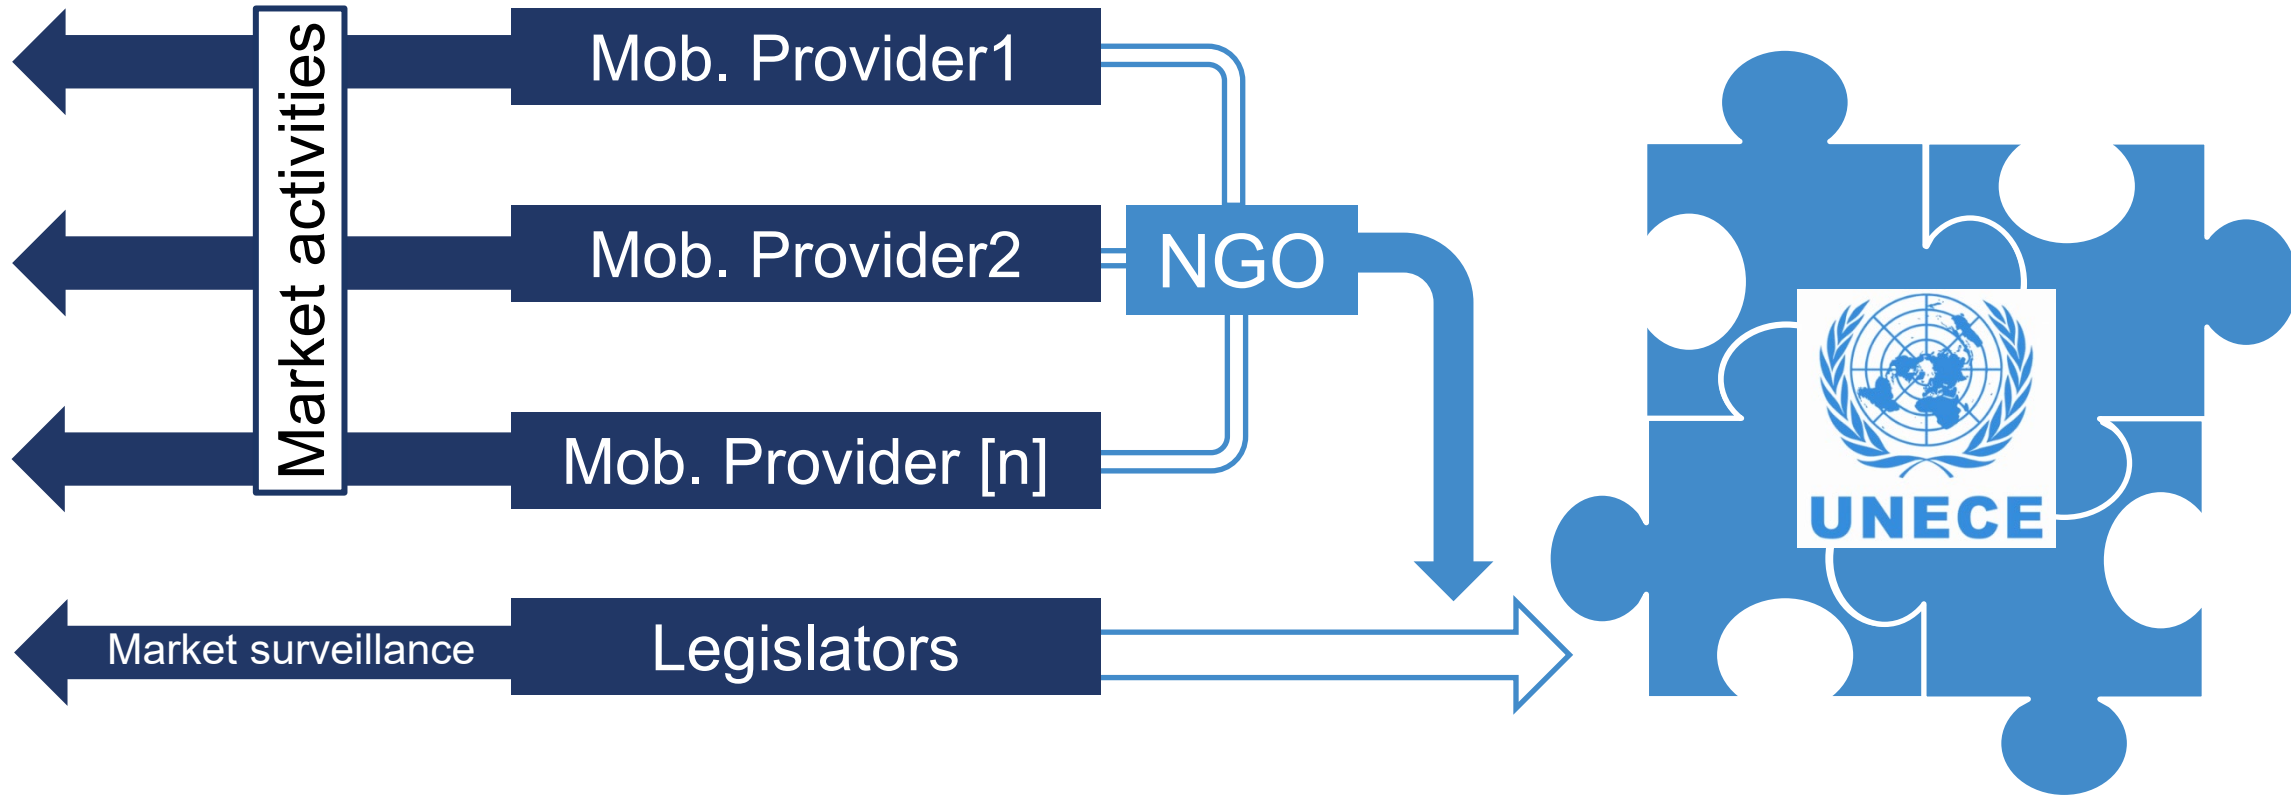 Market activities
Mob. Provider1
Mob. Provider2
NGO
Mob. Provider [n]
Market surveillance
Legislators
UNECE